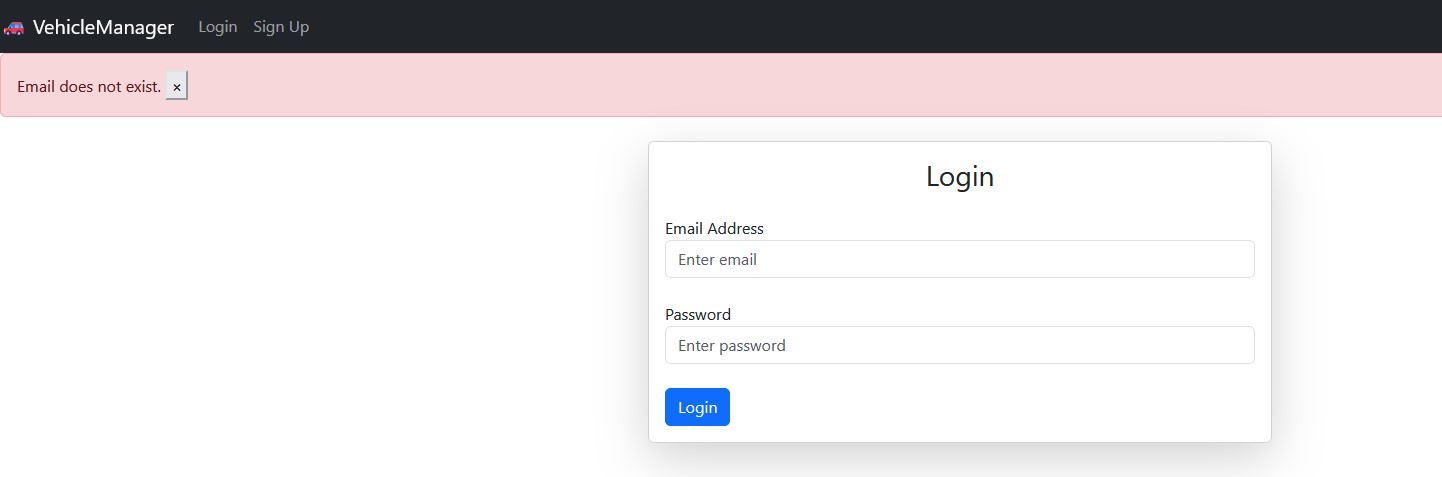 VehicleManager Login Sign Up
Email does not exist. ×
Login
Email Address
Enter email
Password
Enter password
Login